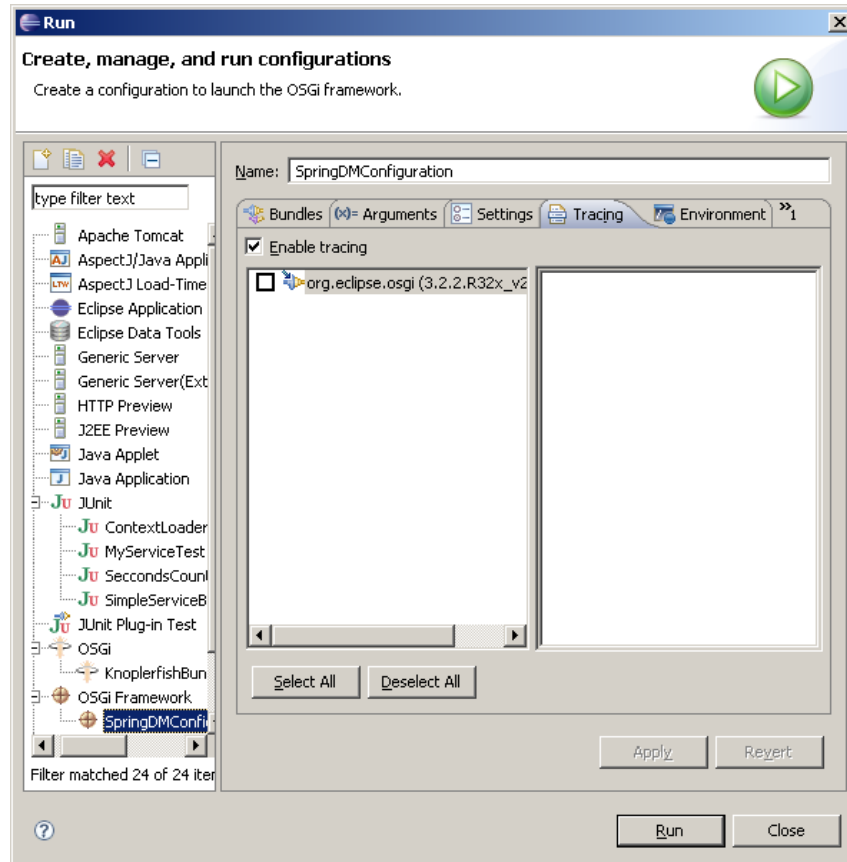 Run
Create, manage, and run configurations
Create a configuration to launch the OSGi framework.
type filter text
Apache Tomcat
AspectJ/Java Appli
AspectJ Load-Time
Eclipse Application
Eclipse Data Tools
Generic Server
Generic Server(Ext
HTTP Preview
J2EE Preview
Java Applet
Java Application
JUnit
ContextLoader
MyServiceTest
SeccondsCount
SimpleServiceB
JUnit Plug-in Test
OSGi
KnoplerfishBun
OSGi Framework
SpringDMConfi
Filter matched 24 of 24 iter
Name: SpringDMConfiguration
Bundles (x)= Arguments Settings Tracing Environment »1
Enable tracing
org.eclipse.osgi (3.2.2.R32x_v2
Select All Deselect All
Apply Revert
Run Close